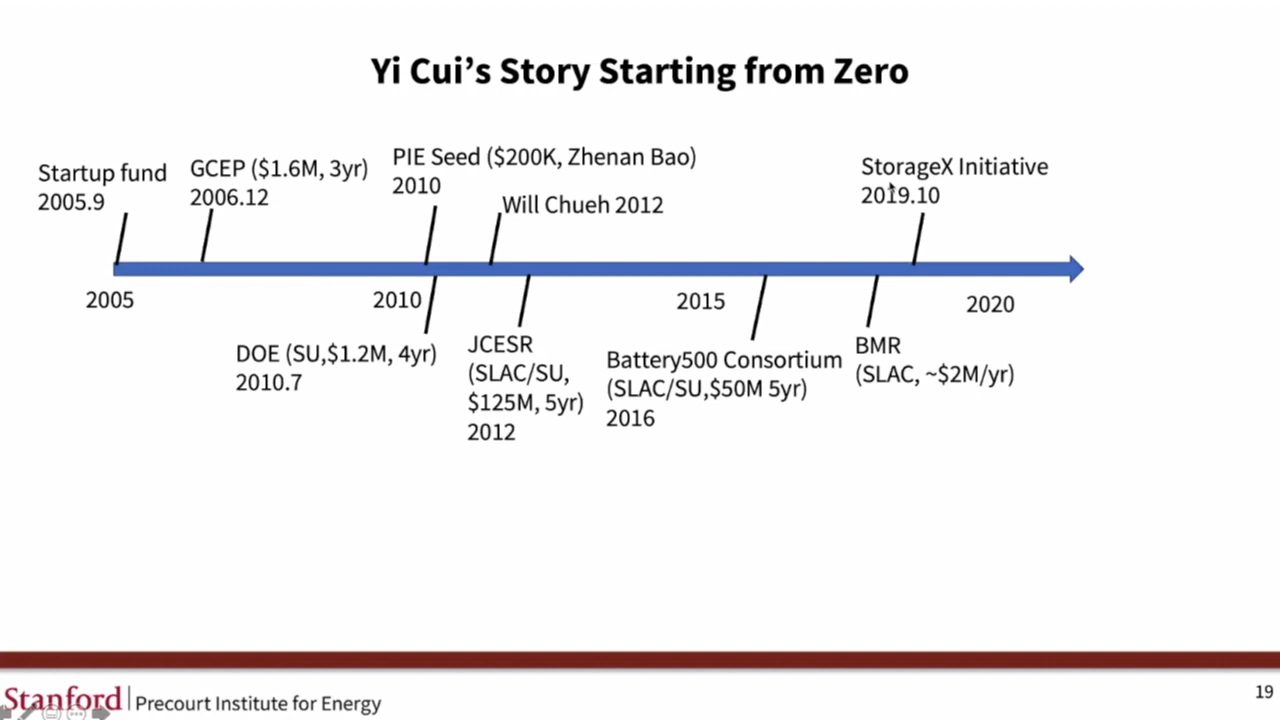 Yi Cui’s Story Starting from Zero
Startup fund
2005.9
GCEP ($1.6M, 3yr)
2006.12
PIE Seed ($200K, Zhenan Bao)
2010
Will Chueh 2012
StorageX Initiative
2019.10
2005
2010
2015
2020
DOE (SU,$1.2M, 4yr)
2010.7
JCESR
(SLAC/SU,
$125M, 5yr)
2012
Battery500 Consortium
(SLAC/SU,$50M 5yr)
2016
BMR
(SLAC, ~$2M/yr)
Stanford | Precourt Institute for Energy
19